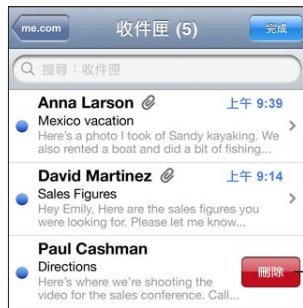 me.com
收件匣 (5)
完成
搜尋：收件匣
Anna Larson
上午 9:39
Mexico vacation
Here's a photo I took of Sandy kayaking. We
also rented a boat and did a bit of fishing...
David Martinez
上午 9:14
Sales Figures
Hey Emily, Here are the sales figures you
were looking for. Please let me know...
Paul Cashman
Directions
刪除
Here's where we're shooting the
video for the sales conference. Call...